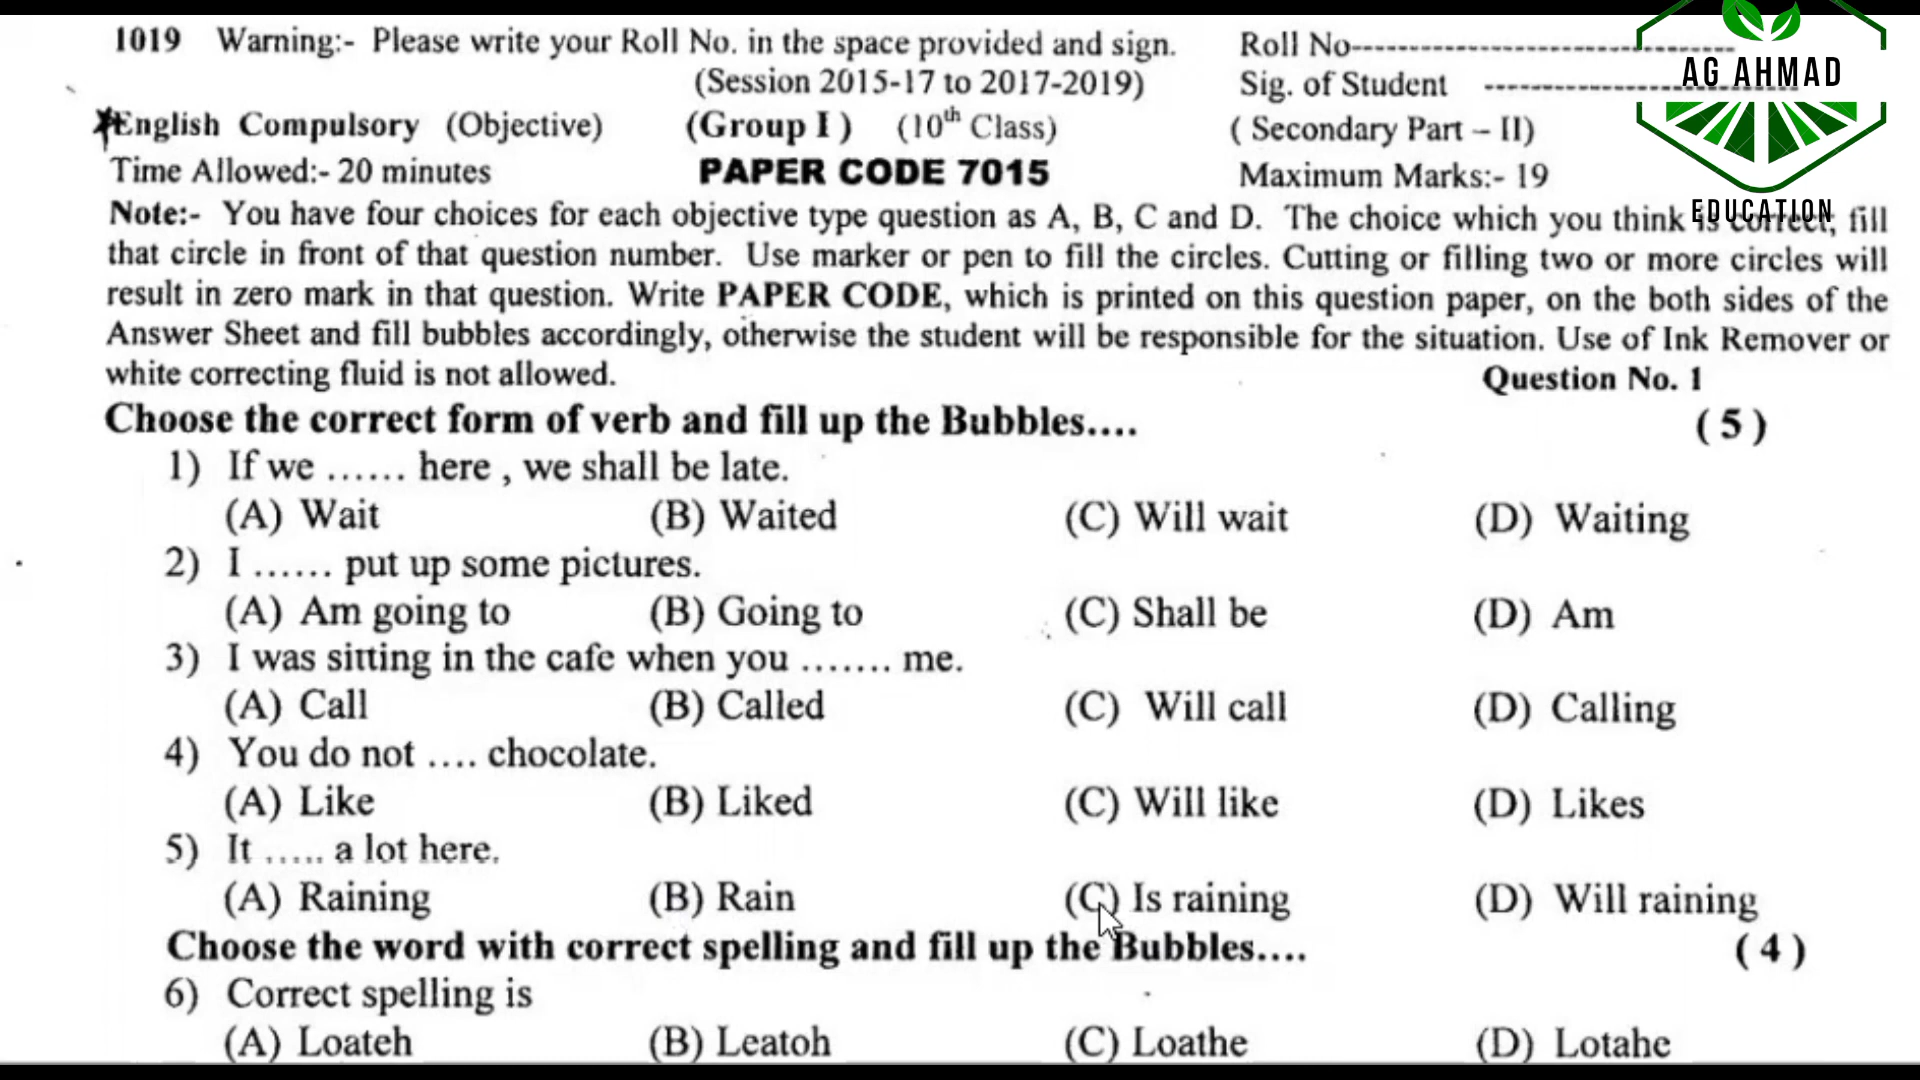 1019 Warning:- Please write your Roll No. in the space provided and sign. Roll No-----------------------------------
(Session 2015-17 to 2017-2019) Sig. of Student -----------------------------
AG AHMAD
EDUCATION
English Compulsory (Objective) (Group I ) (10th Class) ( Secondary Part – II)
Time Allowed:- 20 minutes PAPER CODE 7015 Maximum Marks:- 19
Note:- You have four choices for each objective type question as A, B, C and D. The choice which you think is correct, fill
that circle in front of that question number. Use marker or pen to fill the circles. Cutting or filling two or more circles will
result in zero mark in that question. Write PAPER CODE, which is printed on this question paper, on the both sides of the
Answer Sheet and fill bubbles accordingly, otherwise the student will be responsible for the situation. Use of Ink Remover or
white correcting fluid is not allowed. Question No. 1
Choose the correct form of verb and fill up the Bubbles.... ( 5 )
1) If we ...... here , we shall be late.
(A) Wait (B) Waited (C) Will wait (D) Waiting
2) I ...... put up some pictures.
(A) Am going to (B) Going to (C) Shall be (D) Am
3) I was sitting in the cafe when you ....... me.
(A) Call (B) Called (C) Will call (D) Calling
4) You do not .... chocolate.
(A) Like (B) Liked (C) Will like (D) Likes
5) It ..... a lot here.
(A) Raining (B) Rain (C) Is raining (D) Will raining
Choose the word with correct spelling and fill up the Bubbles.... ( 4 )
6) Correct spelling is
(A) Loateh (B) Leatoh (C) Loathe (D) Lotahe